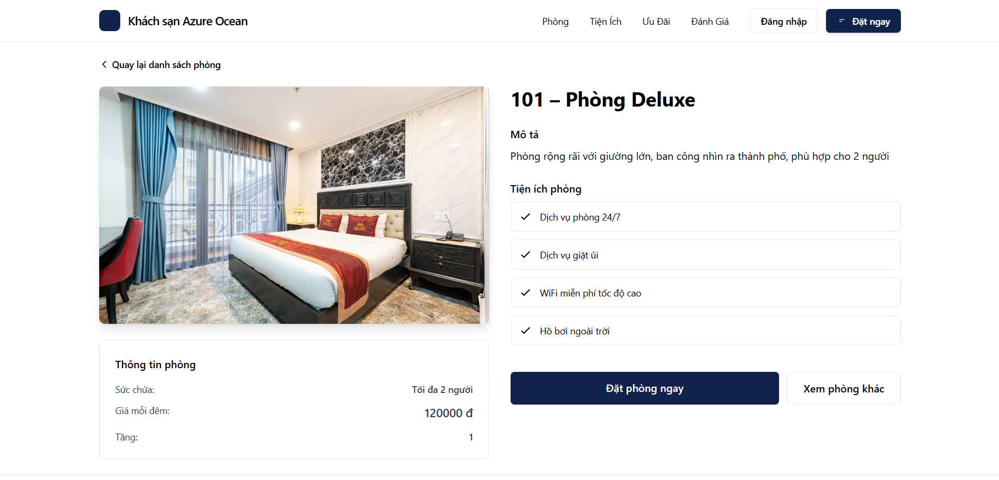 Khách sạn Azure Ocean
Phòng
Tiện Ích
Ưu Đãi
Đánh Giá
Đăng nhập
Đặt ngay
Quay lại danh sách phòng
101 – Phòng Deluxe
Mô tả
Phòng rộng rãi với giường lớn, ban công nhìn ra thành phố, phù hợp cho 2 người
Tiện ích phòng
Dịch vụ phòng 24/7
Dịch vụ giặt ủi
WiFi miễn phí tốc độ cao
Hồ bơi ngoài trời
Đặt phòng ngay
Xem phòng khác
Thông tin phòng
Sức chứa: Tối đa 2 người
Giá mỗi đêm: 120000 đ
Tầng: 1